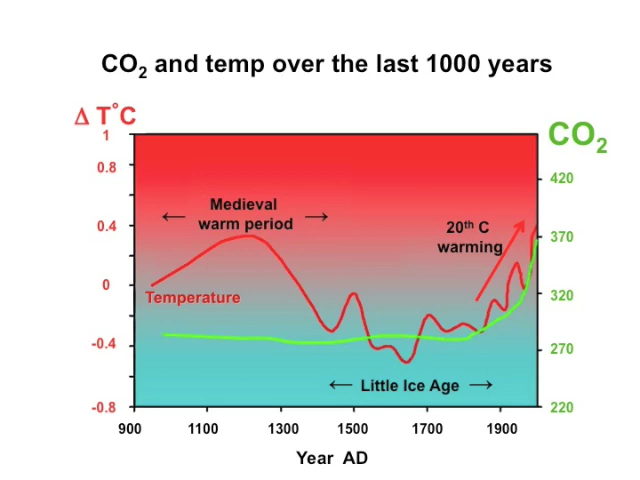 CO₂ and temp over the last 1000 years
Δ T°C
CO₂
1
0.8
0.4
0
-0.4
-0.8
420
370
320
270
220
Medieval
← warm period →
20th C
warming
Temperature
← Little Ice Age →
900 1100 1300 1500 1700 1900
Year AD